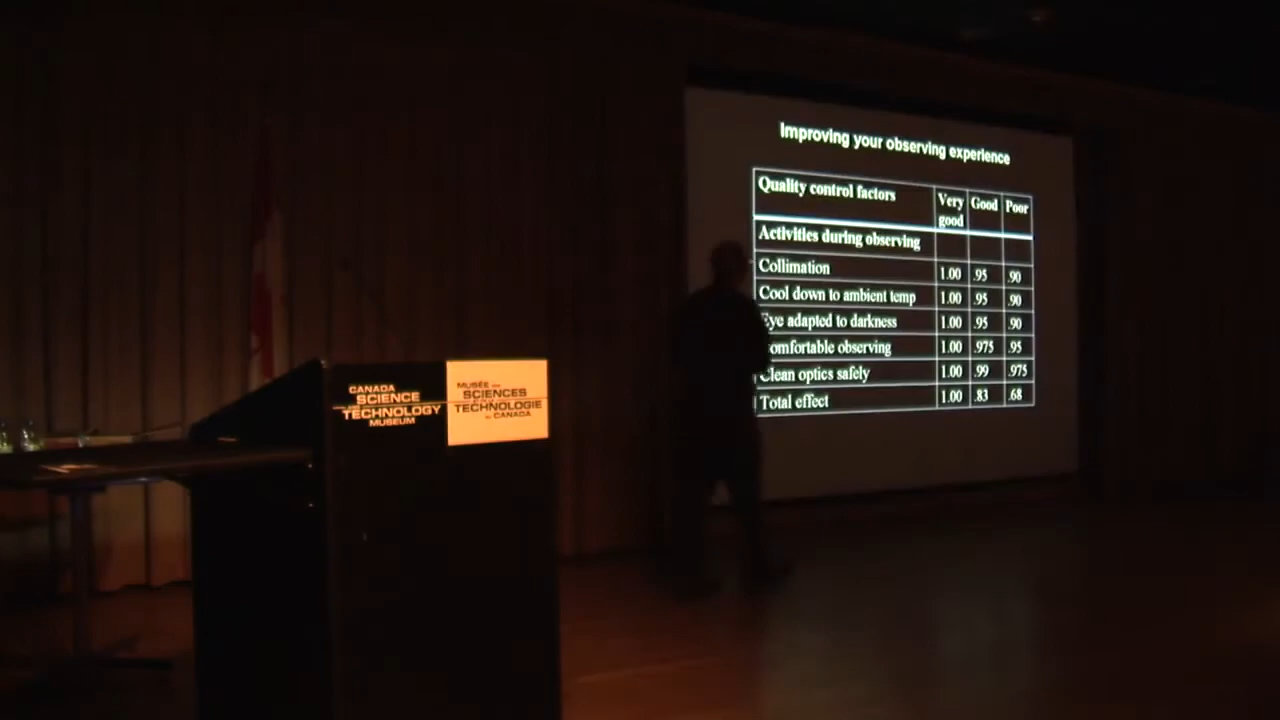 Improving your observing experience
Quality control factors Very good Good Poor
Activities during observing
Collimation 1.00 .95 .90
Cool down to ambient temp 1.00 .95 .90
Eye adapted to darkness 1.00 .95 .90
omfortable observing 1.00 .975 .95
Clean optics safely 1.00 .99 .975
Total effect 1.00 .83 .68
CANADA
SCIENCE
AND
TECHNOLOGY
MUSEUM
MUSÉE DES
SCIENCES
TECHNOLOGIE
DU CANADA